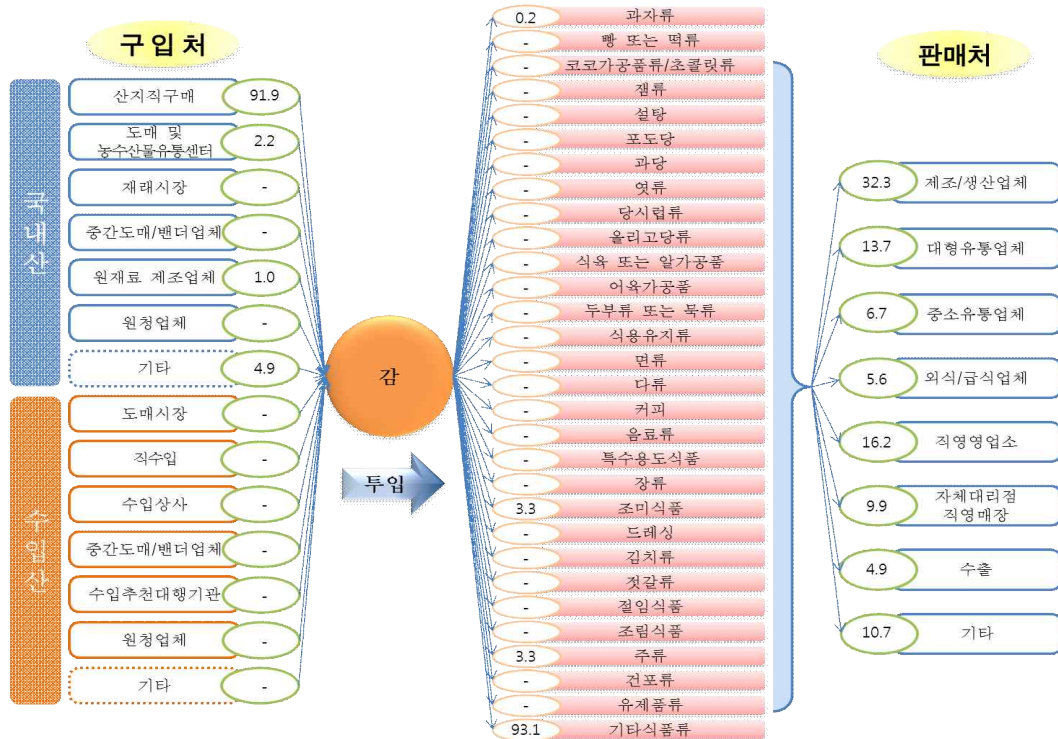 구입처
국내산
산지직구매 91.9
도매 및
농수산물유통센터 2.2
재래시장 -
중간도매/밴더업체 -
원재료 제조업체 1.0
원청업체 -
기타 4.9
수입산
도매시장 -
직수입 -
수입상사 -
중간도매/밴더업체 -
수입추천대행기관 -
원청업체 -
기타 -
감
투입
0.2 과자류
- 빵 또는 떡류
- 코코가공품류/초콜릿류
- 잼류
- 설탕
- 포도당
- 과당
- 엿류
- 당시럽류
- 올리고당류
- 식육 또는 알가공품
- 어육가공품
- 두부류 또는 묵류
- 식용유지류
- 면류
- 다류
- 커피
- 음료류
- 특수용도식품
- 장류
3.3 조미식품
- 드레싱
- 김치류
- 젓갈류
- 절임식품
- 조림식품
3.3 주류
- 건포류
- 유제품류
93.1 기타식품류
판매처
32.3 제조/생산업체
13.7 대형유통업체
6.7 중소유통업체
5.6 외식/급식업체
16.2 직영영업소
9.9 자체대리점
직영매장
4.9 수출
10.7 기타